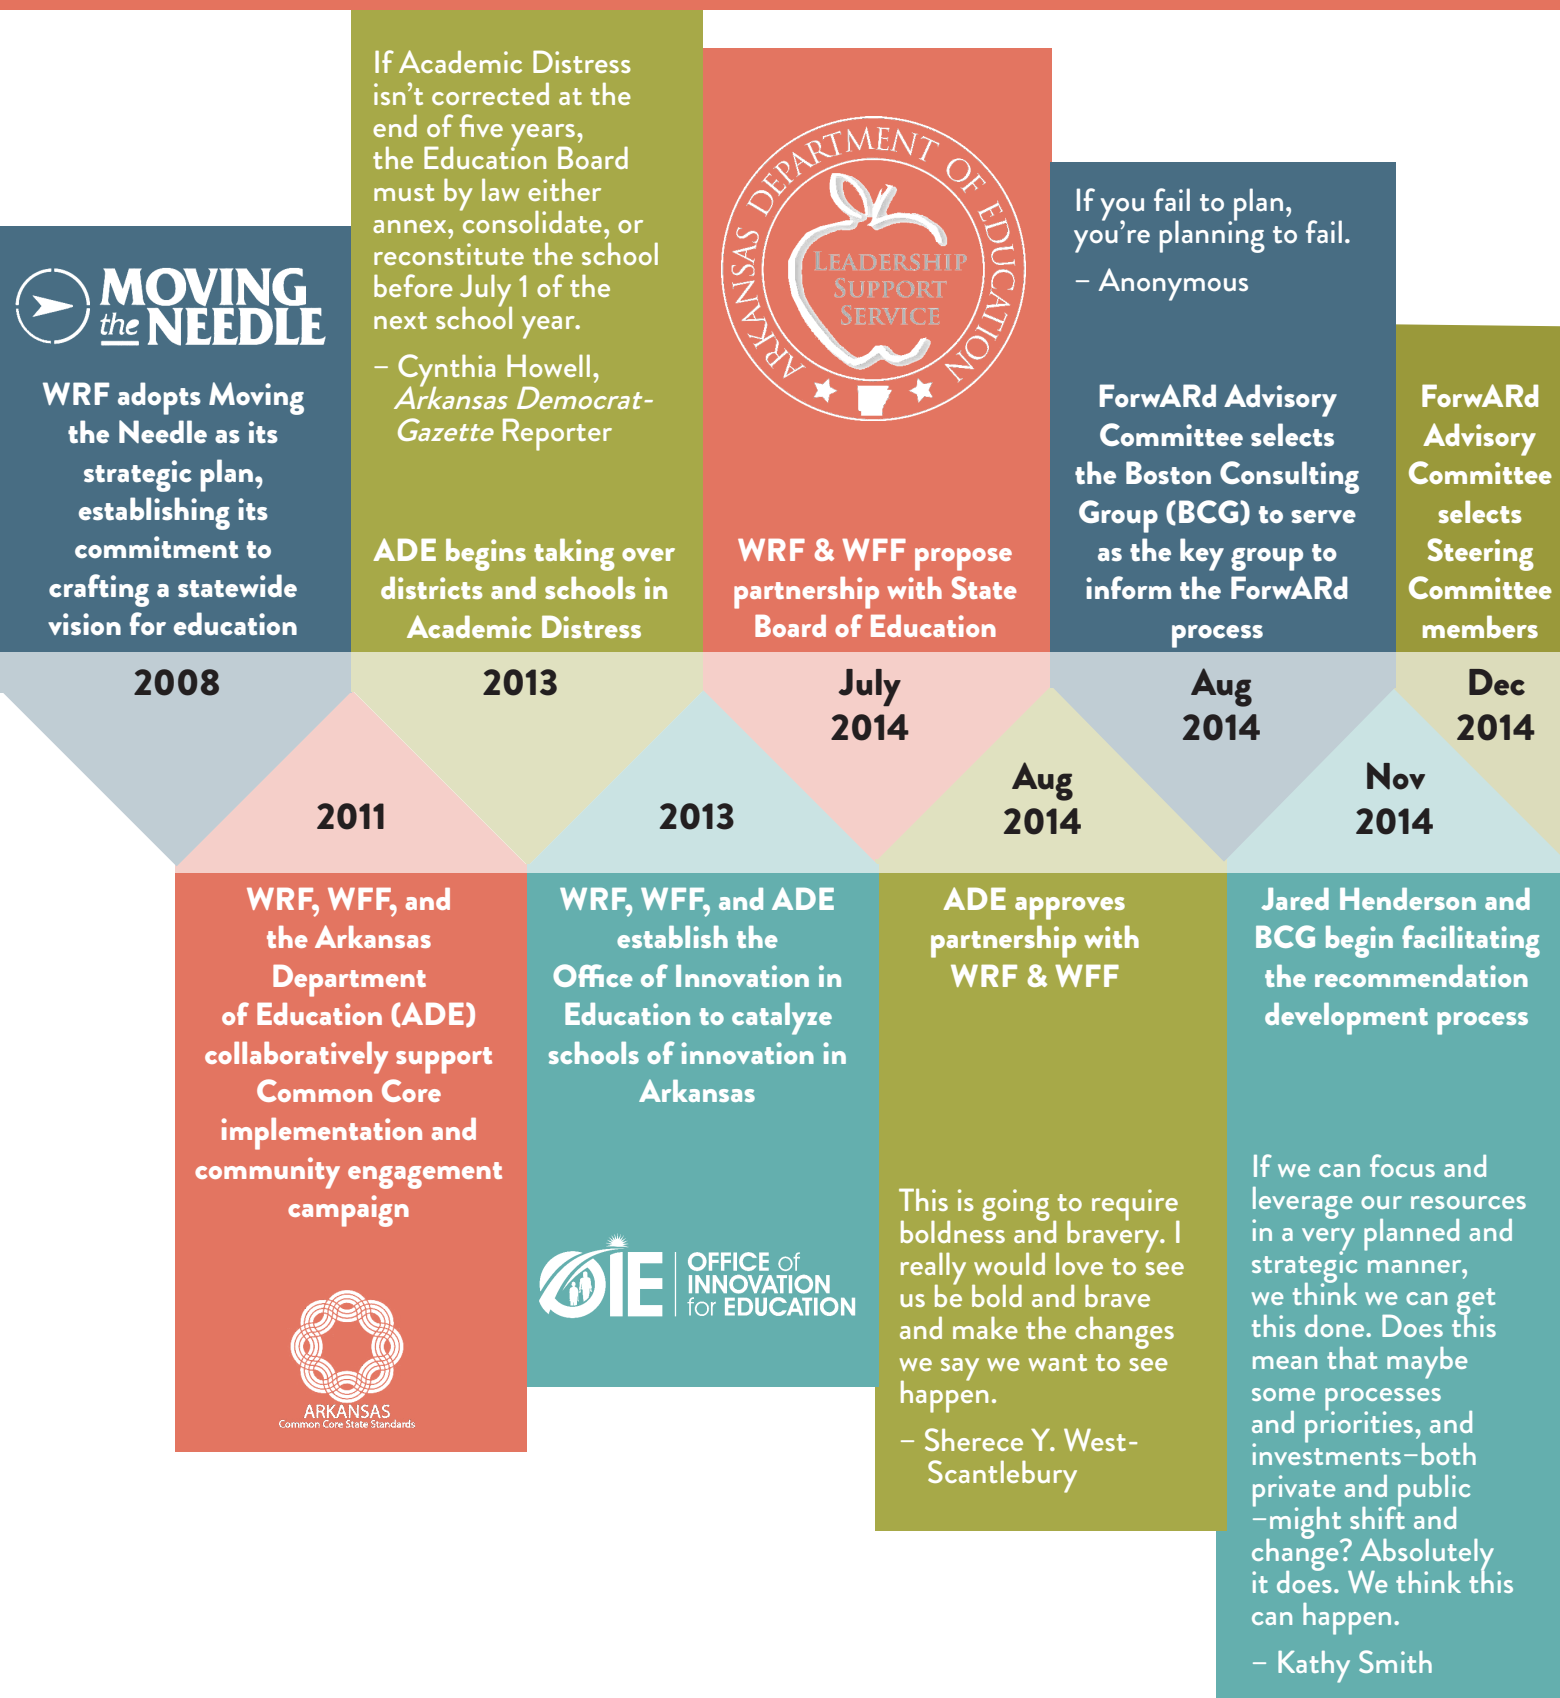 MOVING
the NEEDLE
WRF adopts Moving
the Needle as its
strategic plan,
establishing its
commitment to
crafting a statewide
vision for education
2008
2011
WRF, WFF, and
the Arkansas
Department
of Education (ADE)
collaboratively support
Common Core
implementation and
community engagement
campaign
ARKANSAS
Common Core State Standards
If Academic Distress
isn't corrected at the
end of five years,
the Education Board
must by law either
annex, consolidate, or
reconstitute the school
before July 1 of the
next school year.
– Cynthia Howell,
Arkansas Democrat-
Gazette Reporter
ADE begins taking over
districts and schools in
Academic Distress
2013
2013
WRF, WFF, and ADE
establish the
Office of Innovation in
Education to catalyze
schools of innovation in
Arkansas
OIE
OFFICE of
INNOVATION
for EDUCATION
ARKANSAS DEPARTMENT OF EDUCATION
LEADERSHIP
SUPPORT
SERVICE
WRF & WFF propose
partnership with State
Board of Education
July
2014
Aug
2014
ADE approves
partnership with
WRF & WFF
This is going to require
boldness and bravery. I
really would love to see
us be bold and brave
and make the changes
we say we want to see
happen.
– Sherece Y. West-
Scantlebury
If you fail to plan,
you're planning to fail.
– Anonymous
ForwARd Advisory
Committee selects
the Boston Consulting
Group (BCG) to serve
as the key group to
inform the ForwARd
process
Aug
2014
Nov
2014
Jared Henderson and
BCG begin facilitating
the recommendation
development process
If we can focus and
leverage our resources
in a very planned and
strategic manner,
we think we can get
this done. Does this
mean that maybe
some processes
and priorities, and
investments–both
private and public
–might shift and
change? Absolutely
it does. We think this
can happen.
– Kathy Smith
ForwARd
Advisory
Committee
selects
Steering
Committee
members
Dec
2014